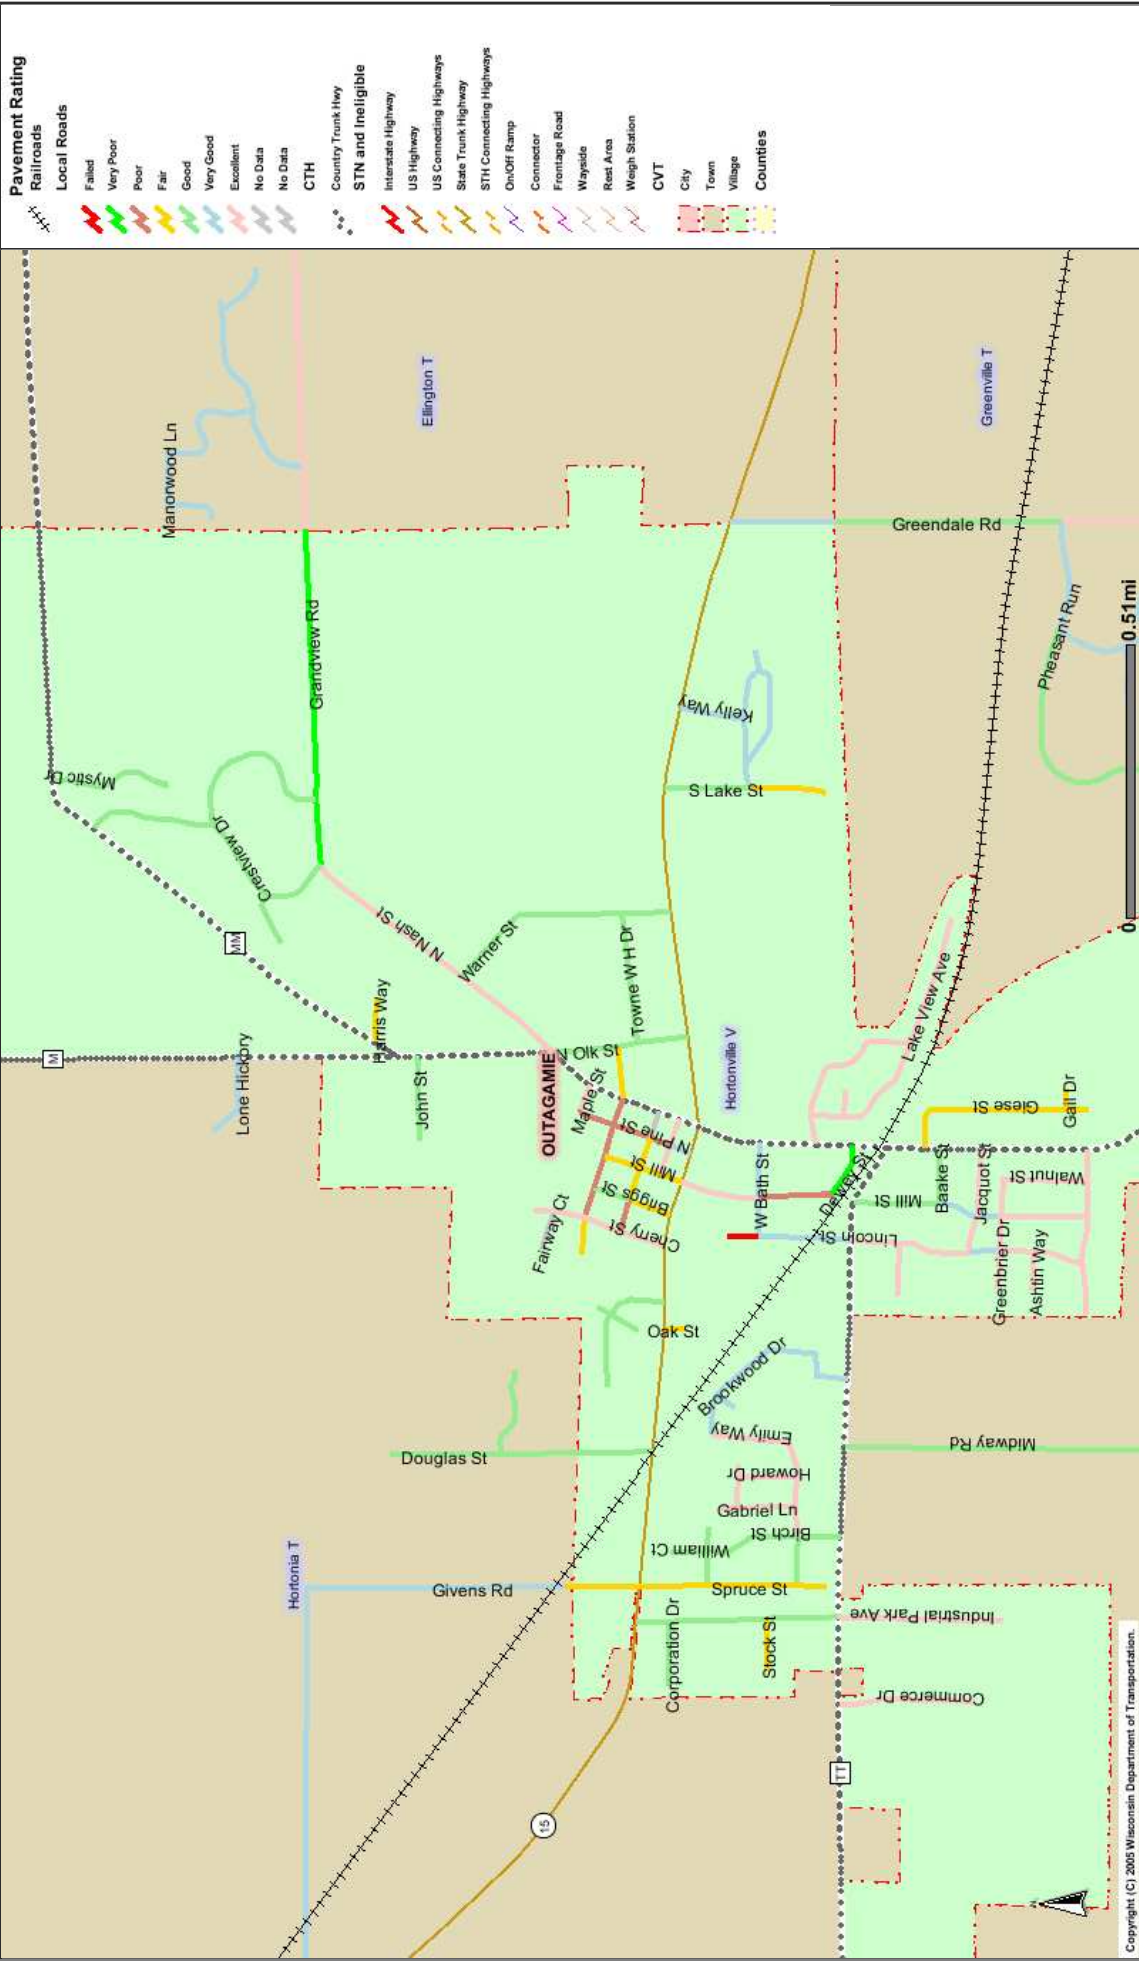 Pavement Rating
Railroads
Local Roads
Failed
Very Poor
Poor
Fair
Good
Very Good
Excellent
No Data
No Data
CTH
Country Trunk Hwy
STN and Ineligible
Interstate Highway
US Highway
US Connecting Highways
State Trunk Highway
STH Connecting Highways
On/Off Ramp
Connector
Frontage Road
Wayside
Rest Area
Weigh Station
CVT
City
Town
Village
Counties
Manorwood Ln
Ellington T
Greenville T
Greendale Rd
Grandview Rd
Pheasant Run
0.51mi
0
Mystic Dr
Crestview Dr
Kelly Way
S Lake St
MM
N Nash St
Warner St
Towne W H Dr
Lake View Ave
M
Harris Way
Lone Hickory
John St
N Olk St
OUTAGAMIE
Maple St
Hortonville V
N Pine St
Mill St
Briggs St
Cherry St
Fairway Ct
W Bath St
Dewey St
Giese St
Gail Dr
Mill St
Baake St
Jacquot St
Walnut St
Lincoln St
Greenbrier Dr
Ashtin Way
Oak St
Brookwood Dr
Emily Way
Howard Dr
Gabriel Ln
Birch St
William Ct
Douglas St
Midway Rd
Hortonia T
Givens Rd
Spruce St
Industrial Park Ave
Corporation Dr
Stock St
Commerce Dr
TT
15
Copyright (C) 2005 Wisconsin Department of Transportation.